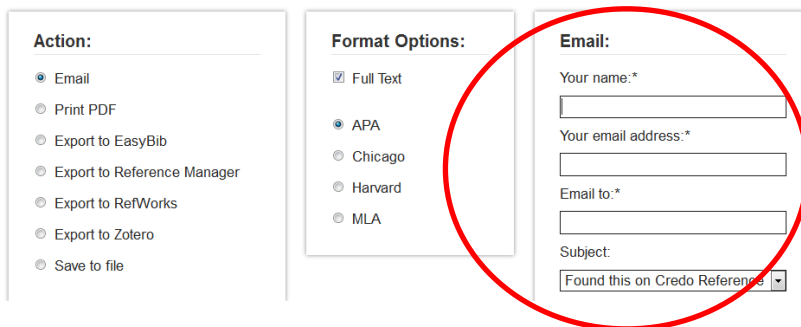 Action:
Email
Print PDF
Export to EasyBib
Export to Reference Manager
Export to RefWorks
Export to Zotero
Save to file
Format Options:
Full Text
APA
Chicago
Harvard
MLA
Email:
Your name:*
Your email address:*
Email to:*
Subject:
Found this on Credo Reference